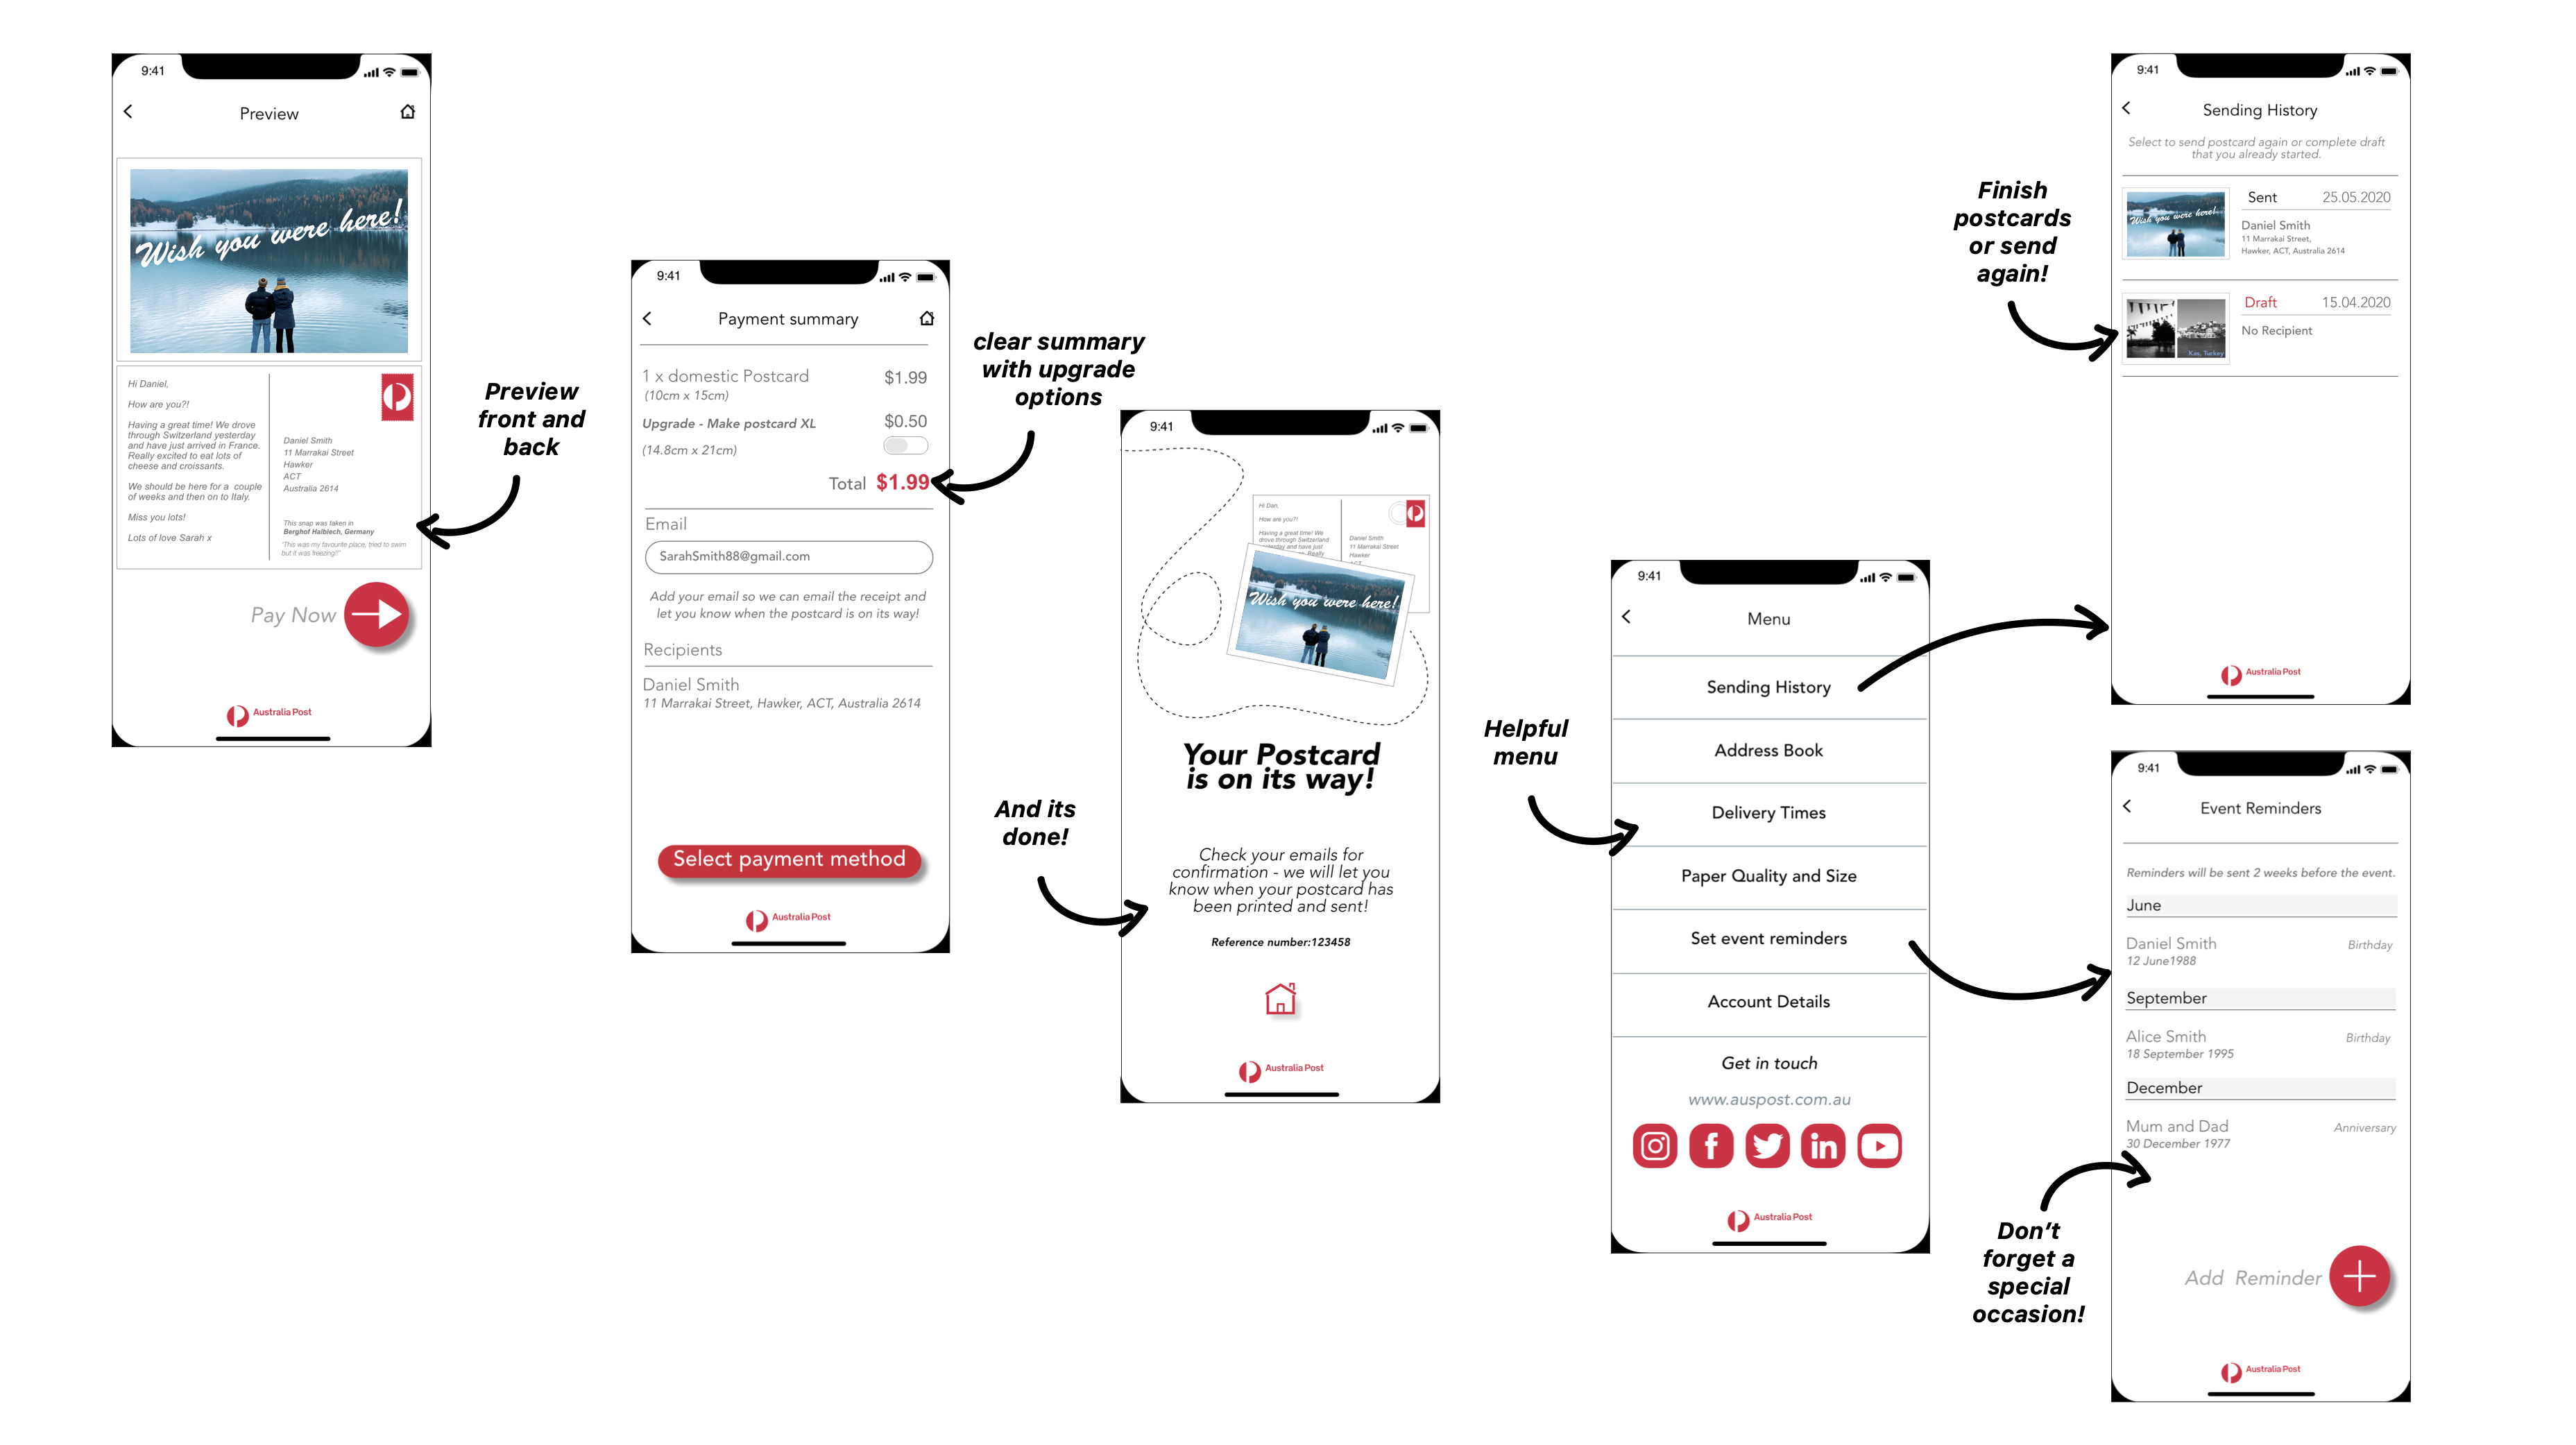 9:41
Preview
Wish you were here!
Hi Daniel,
How are you?!
Having a great time! We drove
through Switzerland yesterday
and have just arrived in France.
Really excited to eat lots of
cheese and croissants.
We should be here for a couple
of weeks and then on to Italy.
Miss you lots!
Lots of love Sarah x
Daniel Smith
11 Marrakai Street
Hawker
ACT
Australia 2614
This snap was taken in
Berghof Halblech, Germany
"This was my favourite place, tried to swim
but it was freezing!!"
Pay Now
Australia Post
Preview
front and
back
9:41
Payment summary
1 x domestic Postcard $1.99
(10cm x 15cm)
Upgrade - Make postcard XL $0.50
(14.8cm x 21cm)
Total $1.99
Email
SarahSmith88@gmail.com
Add your email so we can email the receipt and
let you know when the postcard is on its way!
Recipients
Daniel Smith
11 Marrakai Street, Hawker, ACT, Australia 2614
Select payment method
Australia Post
clear summary
with upgrade
options
And its
done!
9:41
Hi Dan,
How are you?!
Having a great time! We
drove through Switzerland
yesterday and have just
Really
Daniel Smith
11 Marrakai Street
Hawker
ACT
Wish you were here!
Your Postcard
is on its way!
Check your emails for
confirmation - we will let you
know when your postcard has
been printed and sent!
Reference number:123458
Australia Post
Helpful
menu
9:41
Menu
Sending History
Address Book
Delivery Times
Paper Quality and Size
Set event reminders
Account Details
Get in touch
www.auspost.com.au
f
in
Australia Post
Finish
postcards
or send
again!
9:41
Sending History
Select to send postcard again or complete draft
that you already started.
Wish you were here!
Sent 25.05.2020
Daniel Smith
11 Marrakai Street,
Hawker, ACT, Australia 2614
Kas, Turkey
Draft 15.04.2020
No Recipient
Australia Post
9:41
Event Reminders
Reminders will be sent 2 weeks before the event.
June
Daniel Smith Birthday
12 June1988
September
Alice Smith Birthday
18 September 1995
December
Mum and Dad Anniversary
30 December 1977
Add Reminder
Australia Post
Don't
forget a
special
occasion!